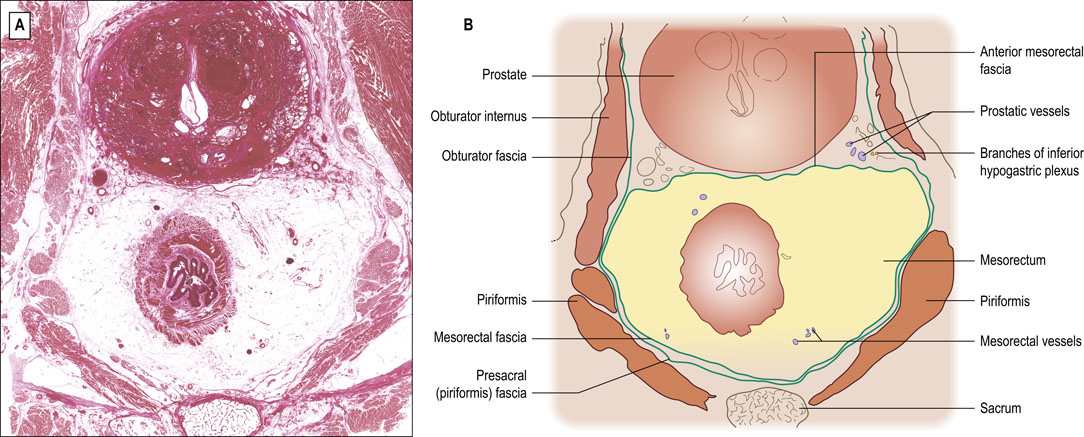 A
B
Prostate
Obturator internus
Obturator fascia
Piriformis
Mesorectal fascia
Presacral
(piriformis) fascia
Anterior mesorectal
fascia
Prostatic vessels
Branches of inferior
hypogastric plexus
Mesorectum
Piriformis
Mesorectal vessels
Sacrum